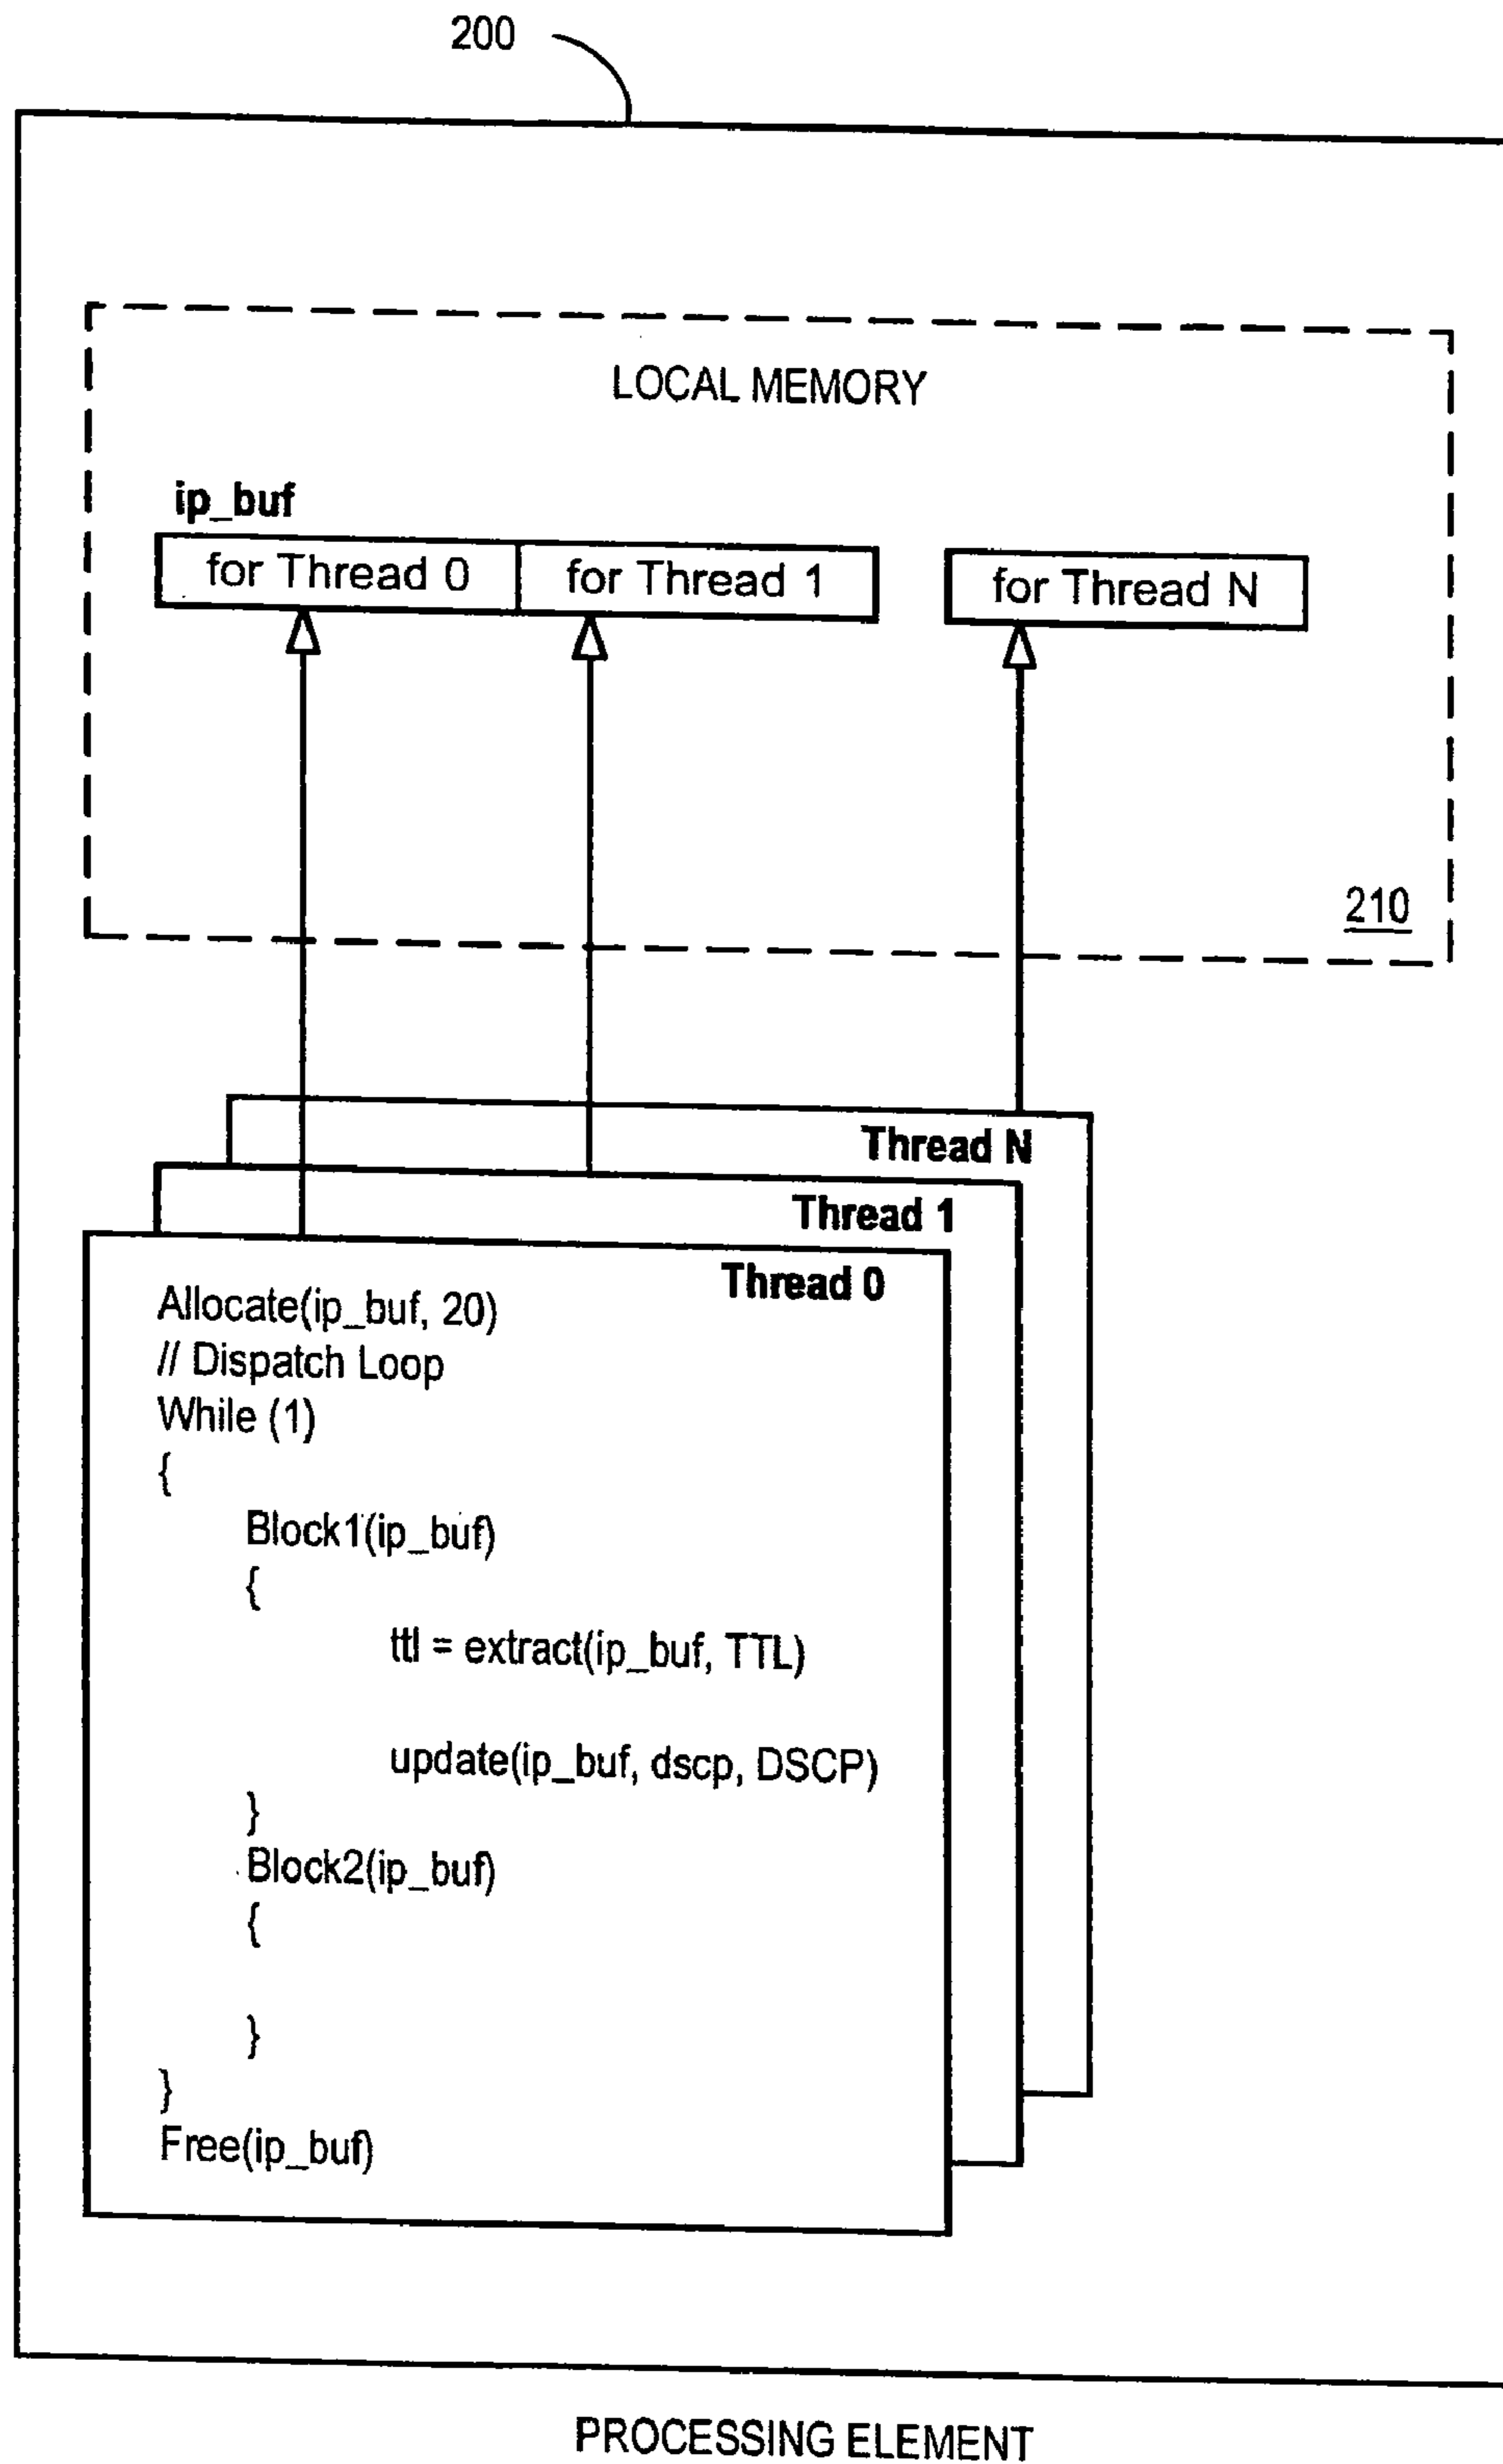 200
LOCAL MEMORY
ip_buf
for Thread 0
for Thread 1
for Thread N
210
Thread N
Thread 1
Thread 0
Allocate(ip_buf, 20)
// Dispatch Loop
While (1)
{
Block1(ip_buf)
{
ttl = extract(ip_buf, TTL)
update(ip_buf, dscp, DSCP)
}
Block2(ip_buf)
{
}
}
Free(ip_buf)
PROCESSING ELEMENT